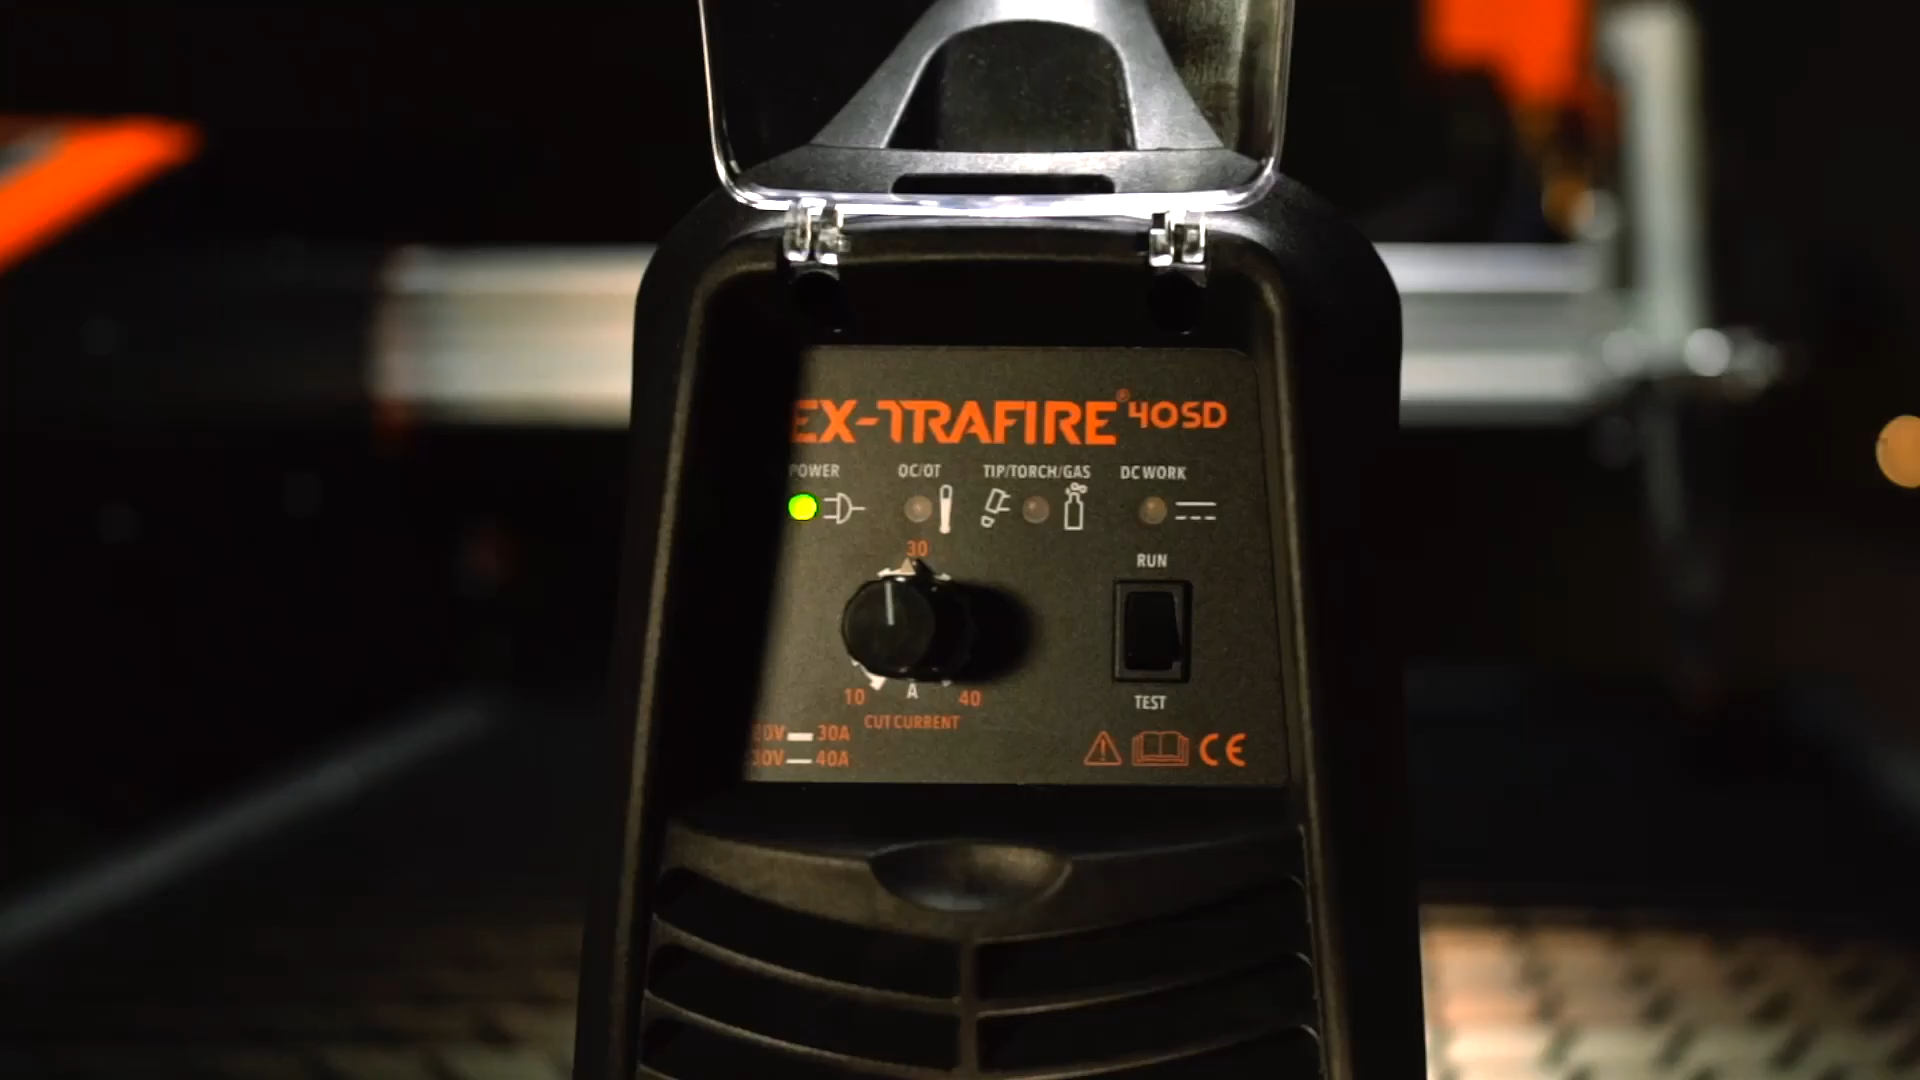 EX-TRAFIRE® 40SD
POWER OC/OT TIP/TORCH/GAS DC WORK
30
RUN
10 A 40
TEST
CUT CURRENT
30A
40A
CE